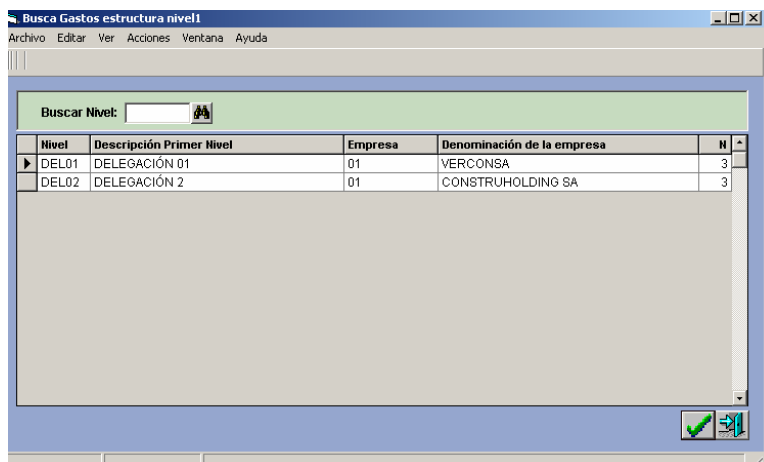 Busca Gastos estructura nivel1
Archivo Editar Ver Acciones Ventana Ayuda
Buscar Nivel:
Nivel Descripción Primer Nivel Empresa Denominación de la empresa N
DEL01 DELEGACIÓN 01 01 VERCONSA 3
DEL02 DELEGACIÓN 2 01 CONSTRUHOLDING SA 3